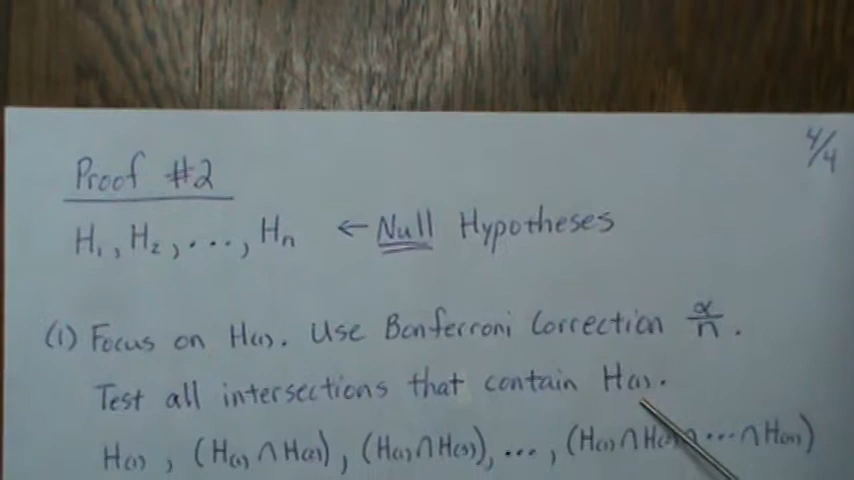 4/4
Proof #2
H₁, H₂, ..., Hₙ ← Null Hypotheses
(1) Focus on H₍₁₎. Use Bonferroni Correction α/n.
Test all intersections that contain H₍₁₎.
H₍₁₎, (H₍₁₎ ∩ H₍₂₎), (H₍₁₎ ∩ H₍₃₎), ..., (H₍₁₎ ∩ H₍₂₎ ∩ ... ∩ H₍ₙ₎)